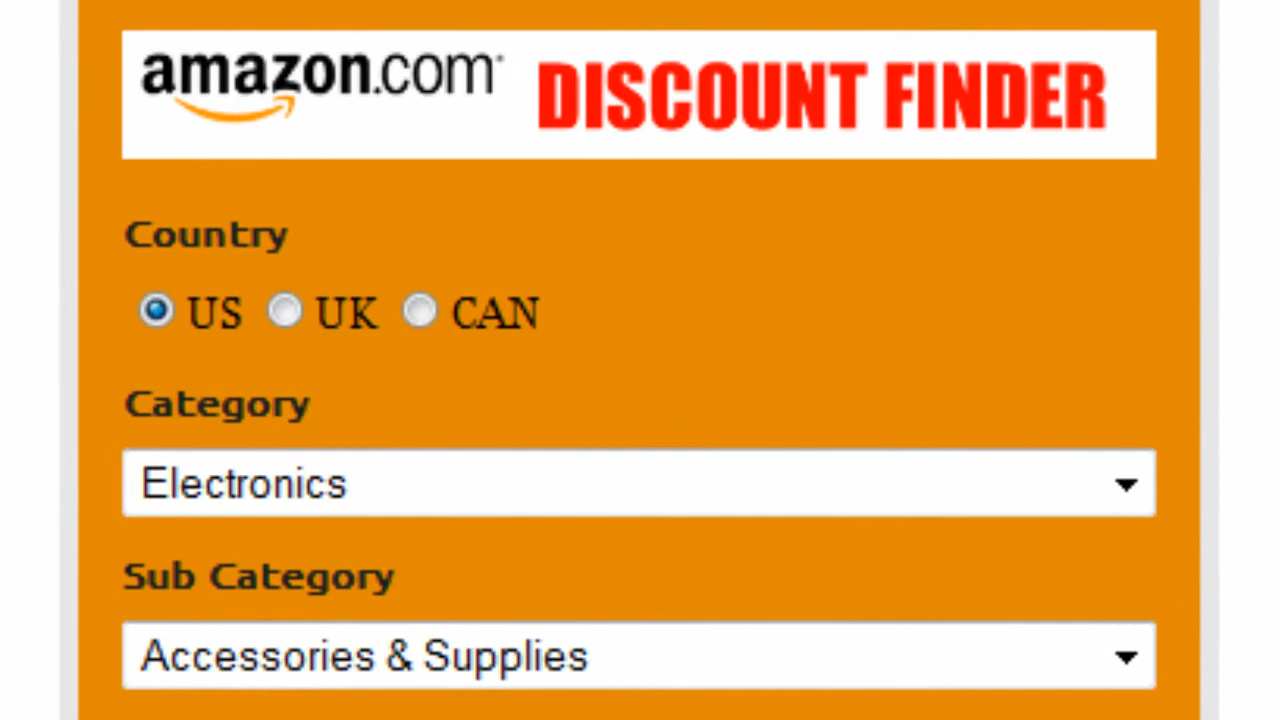 amazon.com DISCOUNT FINDER
Country
US UK CAN
Category
Electronics
Sub Category
Accessories & Supplies